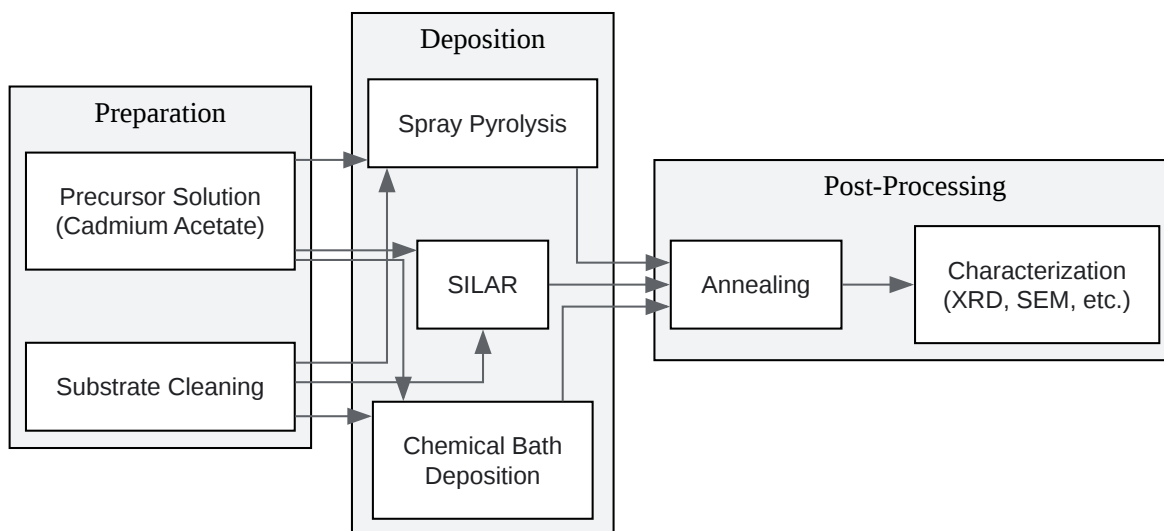 Preparation
Precursor Solution
(Cadmium Acetate)
Substrate Cleaning
Deposition
Spray Pyrolysis
SILAR
Chemical Bath
Deposition
Post-Processing
Annealing
Characterization
(XRD, SEM, etc.)